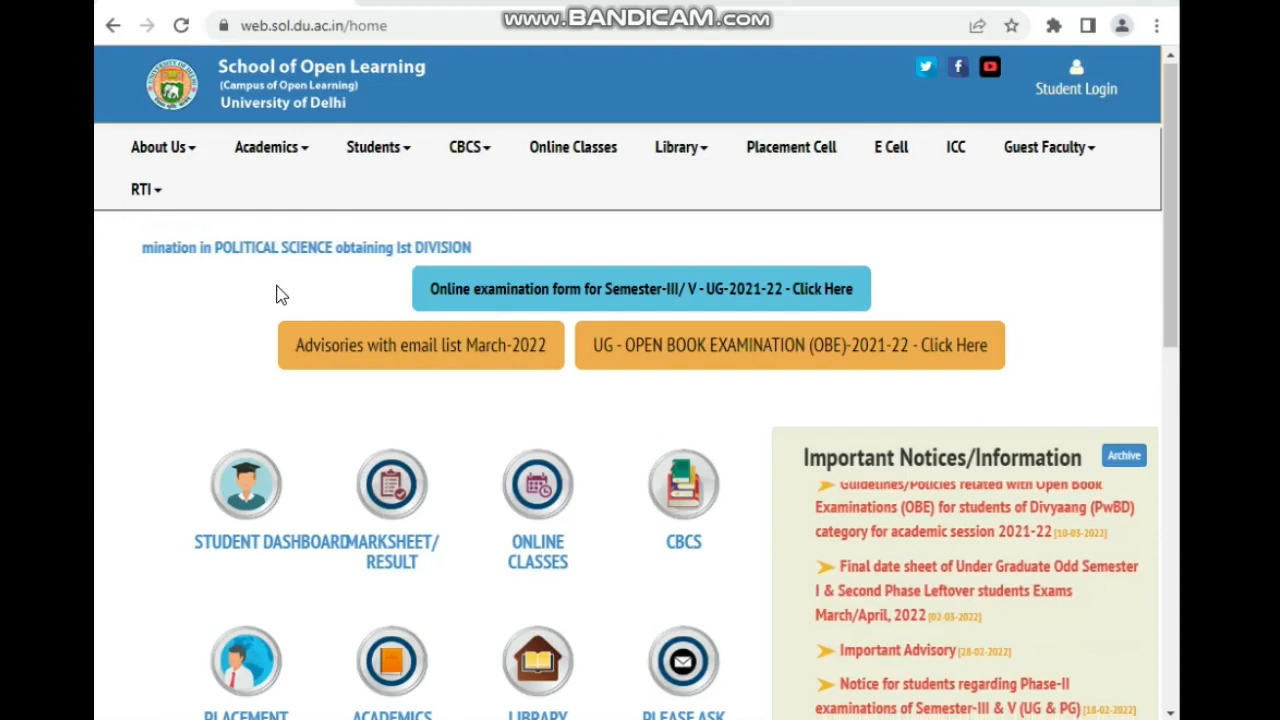 www.BANDICAM.com
web.sol.du.ac.in/home
School of Open Learning
(Campus of Open Learning)
University of Delhi
Student Login
About Us
Academics
Students
CBCS
Online Classes
Library
Placement Cell
E Cell
ICC
Guest Faculty
RTI
mination in POLITICAL SCIENCE obtaining Ist DIVISION
Online examination form for Semester-III/ V - UG-2021-22 - Click Here
Advisories with email list March-2022
UG - OPEN BOOK EXAMINATION (OBE)-2021-22 - Click Here
STUDENT DASHBOARD
MARKSHEET/
RESULT
ONLINE
CLASSES
CBCS
PLACEMENT
ACADEMICS
LIBRARY
PLEASE ASK
Important Notices/Information
Archive
Guidelines/Policies related with Open Book
Examinations (OBE) for students of Divyaang (PwBD)
category for academic session 2021-22 [10-03-2022]
Final date sheet of Under Graduate Odd Semester
I & Second Phase Leftover students Exams
March/April, 2022 [02-03-2022]
Important Advisory [28-02-2022]
Notice for students regarding Phase-II
examinations of Semester-III & V (UG & PG) [18-02-2022]